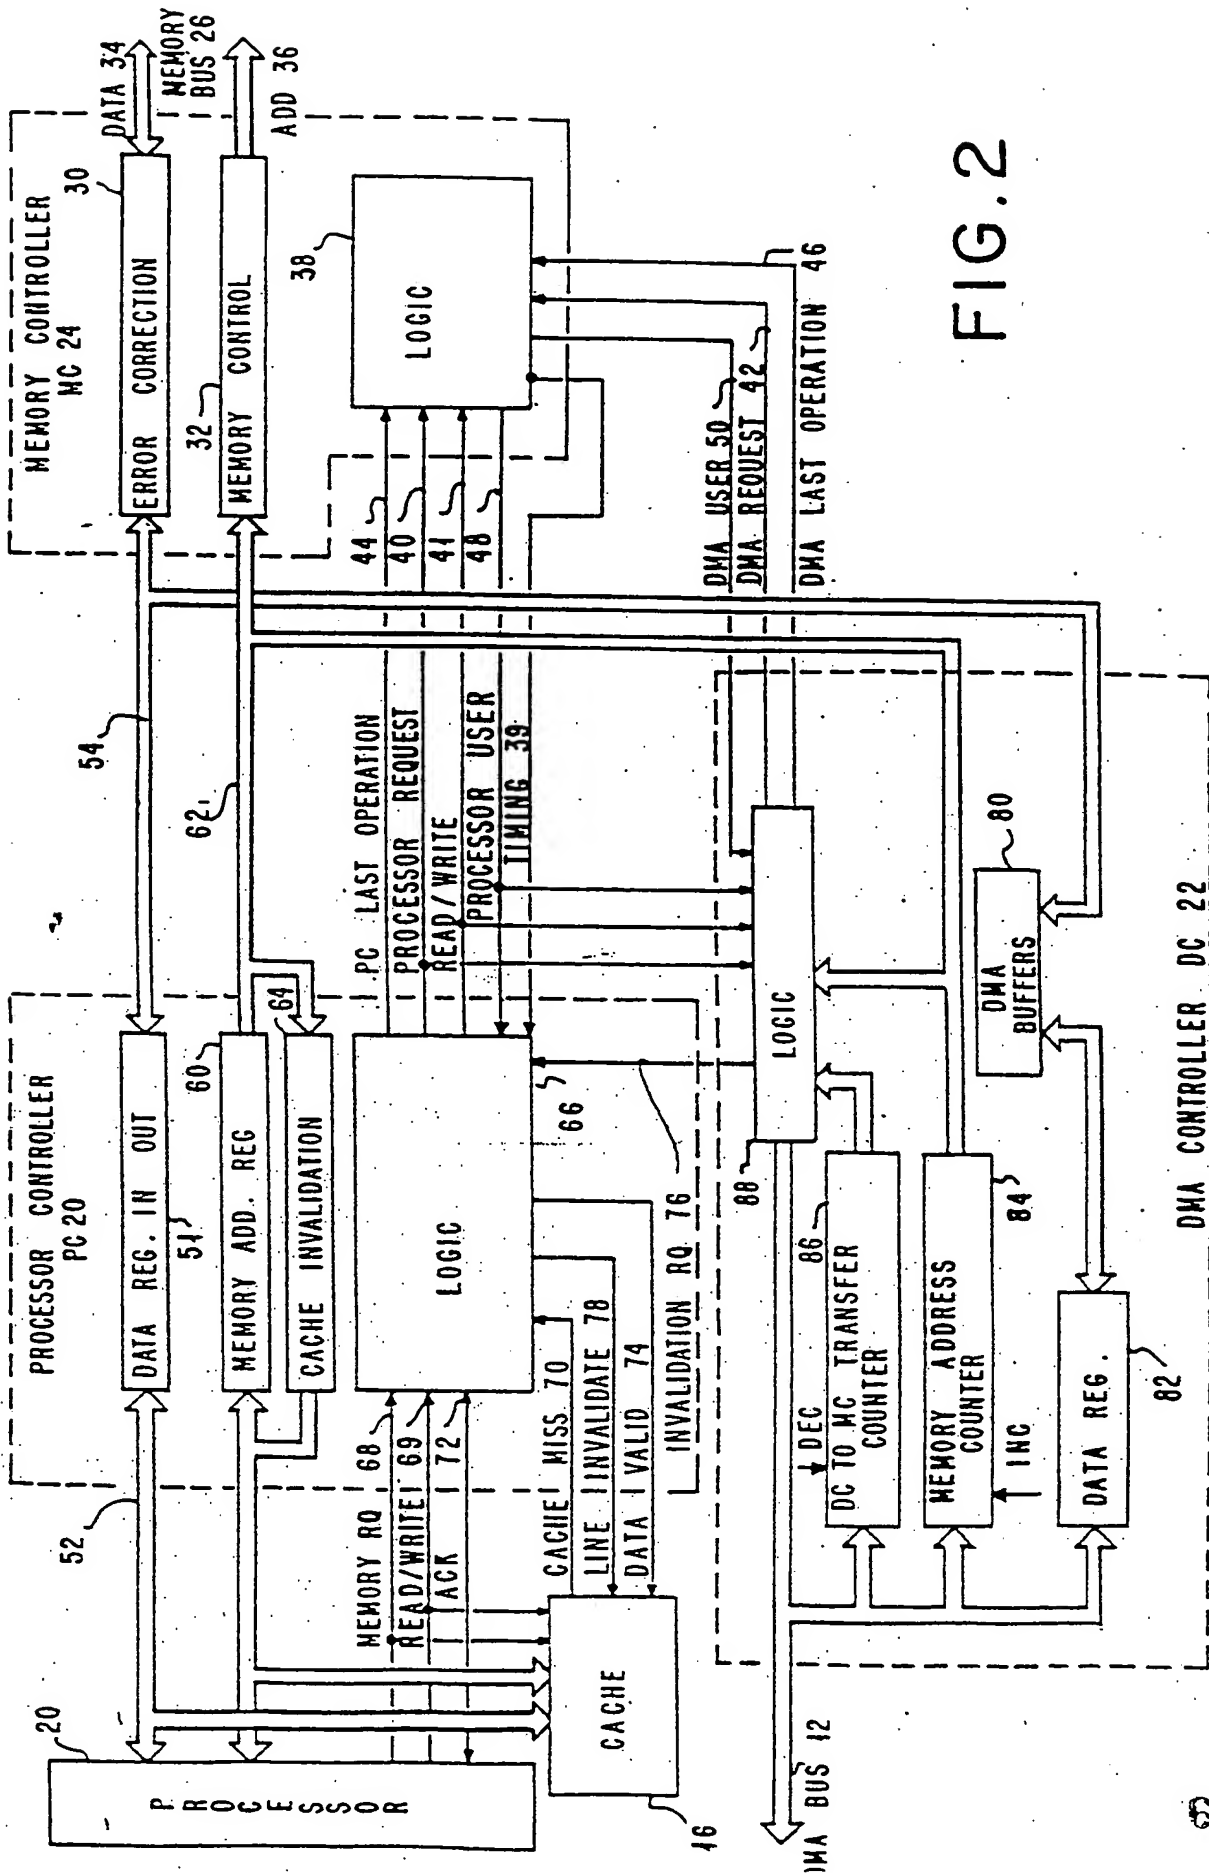 PROCESSOR
20
52
PROCESSOR CONTROLLER
PC 20
DATA REG. IN OUT
51
MEMORY ADD. REG
60
CACHE INVALIDATION
64
LOGIC
66
MEMORY RQ 68
READ/WRITE 69
ACK 72
CACHE MISS 70
LINE INVALIDATE 78
DATA VALID 74
INVALIDATION RQ 76
CACHE
16
54
62
PC LAST OPERATION
PROCESSOR REQUEST
READ/WRITE
PROCESSOR USER
TIMING 39
44
40
41
48
MEMORY CONTROLLER
MC 24
ERROR CORRECTION
30
32
MEMORY CONTROL
LOGIC
38
DATA 34
MEMORY
BUS 26
ADD 36
DMA USER 50
DMA REQUEST 42
DMA LAST OPERATION 46
DMA BUS 12
88
LOGIC
DEC
86
DC TO MC TRANSFER
COUNTER
MEMORY ADDRESS
COUNTER
84
INC
DATA REG.
82
DMA
BUFFERS
80
DMA CONTROLLER DC 22
FIG.2